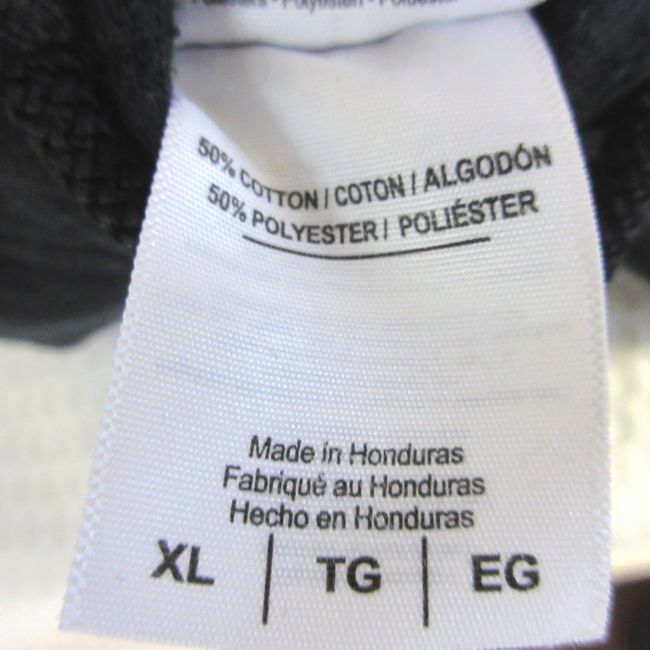 50% COTTON / COTON / ALGODÓN
50% POLYESTER / POLIÉSTER
Made in Honduras
Fabriqué au Honduras
Hecho en Honduras
XL | TG | EG